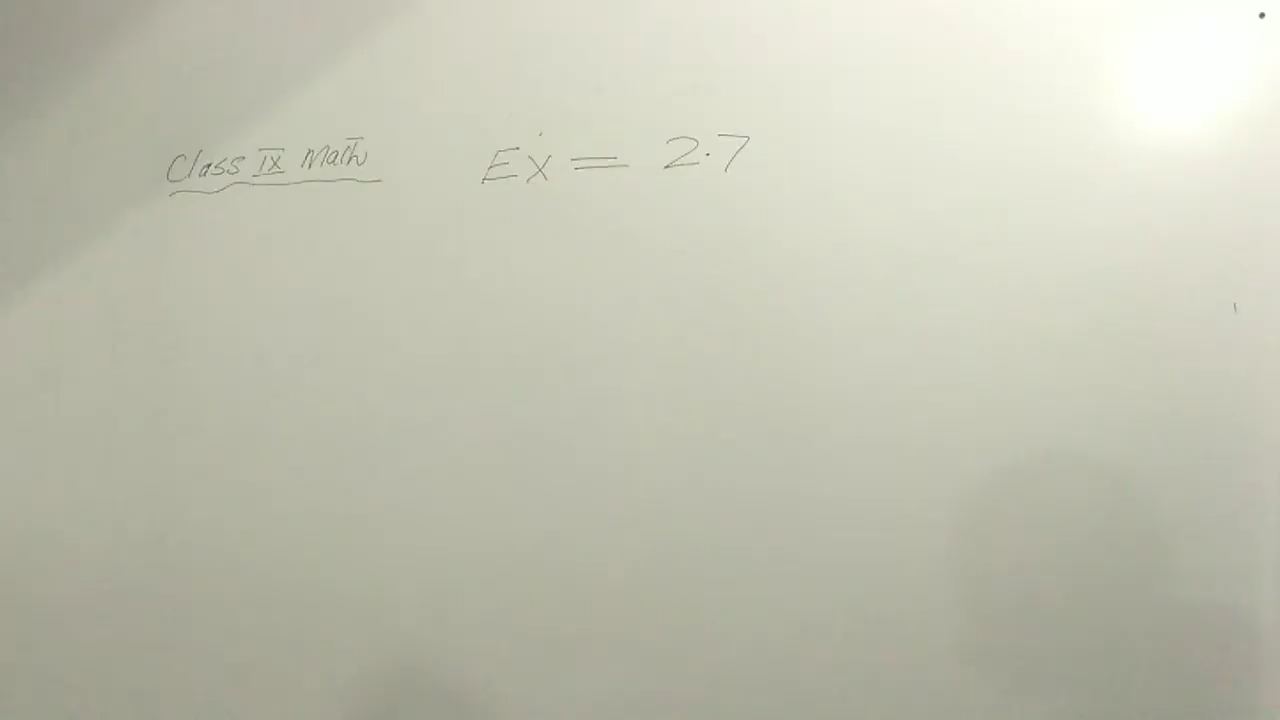 Class IX Math Ex = 2.7